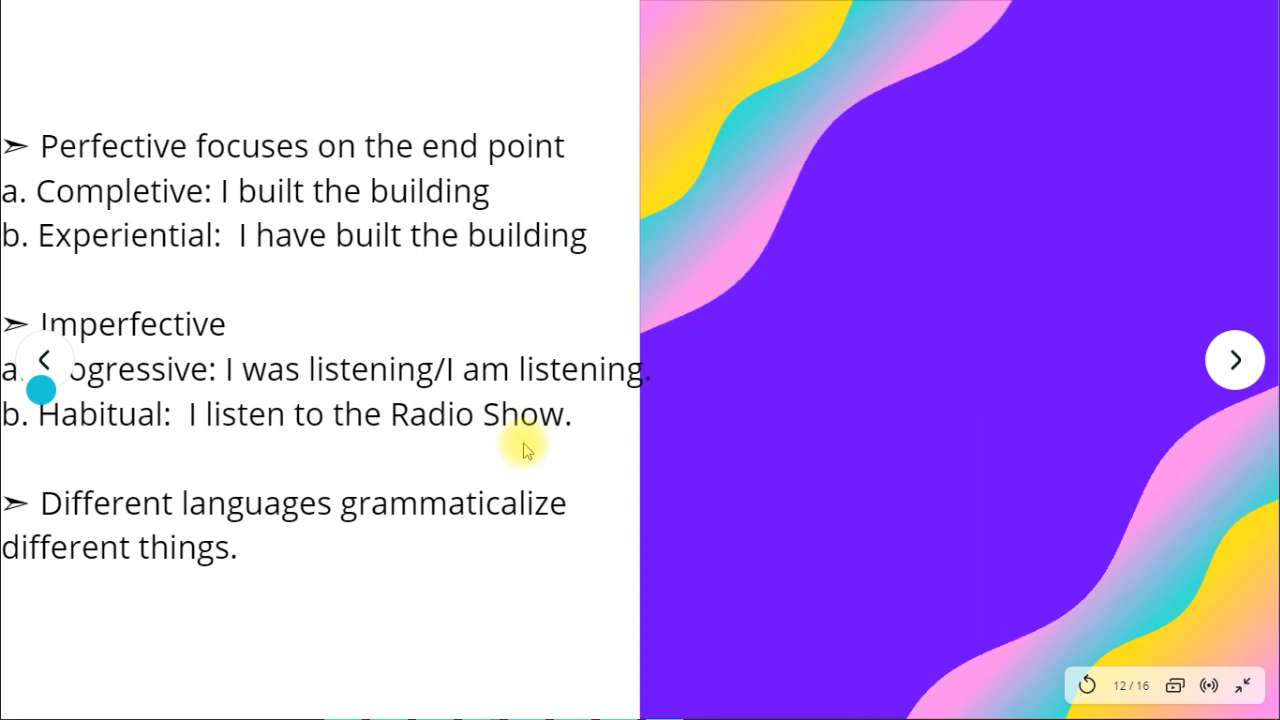 ➣ Perfective focuses on the end point
a. Completive: I built the building
b. Experiential:  I have built the building
➣ Imperfective
a. Progressive: I was listening/I am listening.
b. Habitual:  I listen to the Radio Show.
➣ Different languages grammaticalize
different things.
12 / 16